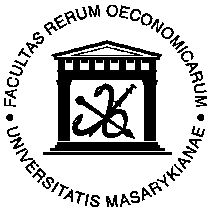 FACULTAS RERUM OECONOMICARUM
UNIVERSITATIS MASARYKIANAE